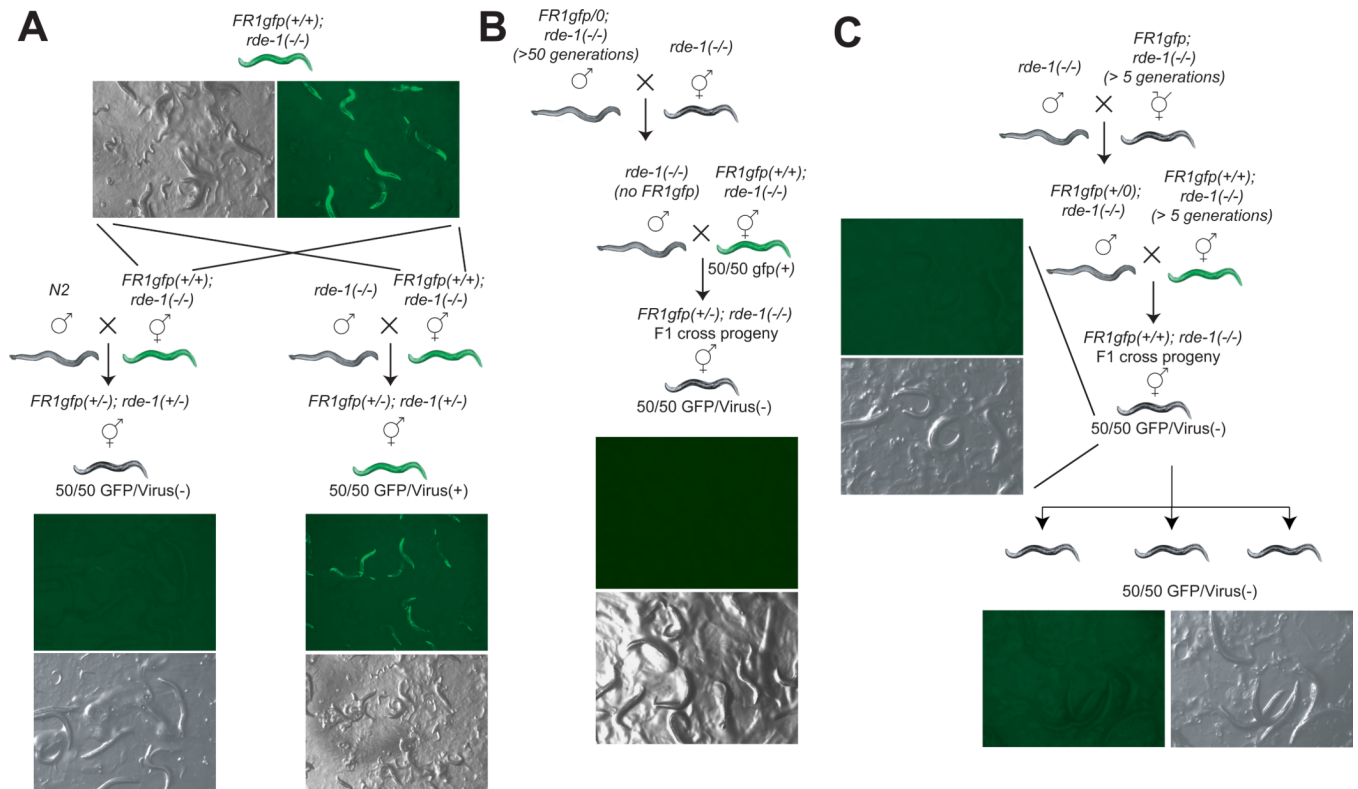 A
FR1gfp(+/+);
rde-1(-/-)
N2
FR1gfp(+/+);
rde-1(-/-)
rde-1(-/-)
FR1gfp(+/+);
rde-1(-/-)
FR1gfp(+/-); rde-1(+/-)
50/50 GFP/Virus(-)
FR1gfp(+/-); rde-1(+/-)
50/50 GFP/Virus(+)
B
FR1gfp/0;
rde-1(-/-)
(>50 generations)
rde-1(-/-)
rde-1(-/-)
(no FR1gfp)
FR1gfp(+/+);
rde-1(-/-)
50/50 gfp(+)
FR1gfp(+/-); rde-1(-/-)
F1 cross progeny
50/50 GFP/Virus(-)
C
rde-1(-/-)
FR1gfp;
rde-1(-/-)
(> 5 generations)
FR1gfp(+/0);
rde-1(-/-)
FR1gfp(+/+);
rde-1(-/-)
(> 5 generations)
FR1gfp(+/+); rde-1(-/-)
F1 cross progeny
50/50 GFP/Virus(-)
50/50 GFP/Virus(-)